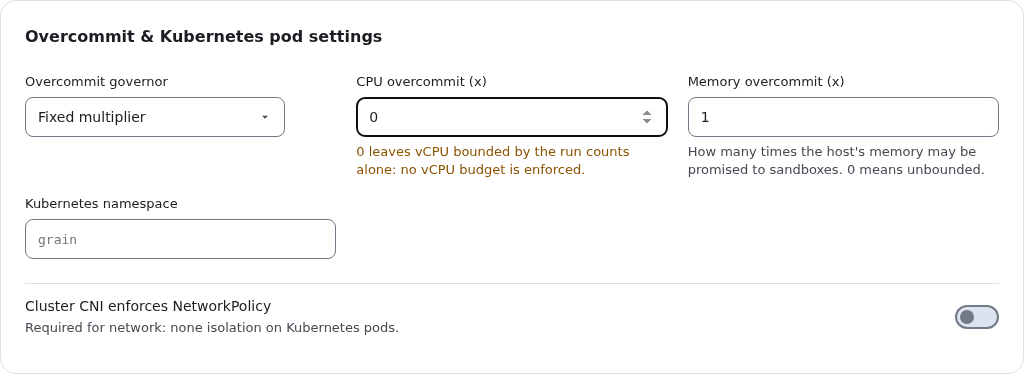 Overcommit & Kubernetes pod settings
Overcommit governor
CPU overcommit (x)
Memory overcommit (x)
Fixed multiplier
0
1
0 leaves vCPU bounded by the run counts
alone: no vCPU budget is enforced.
How many times the host's memory may be
promised to sandboxes. 0 means unbounded.
Kubernetes namespace
grain
Cluster CNI enforces NetworkPolicy
Required for network: none isolation on Kubernetes pods.